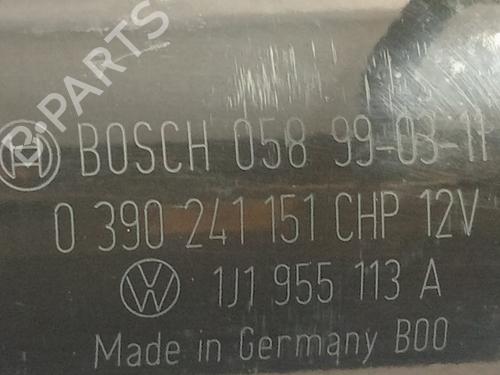 BOSCH 058 99-03-11
0 390 241 151 CHP 12V
1J1 955 113 A
Made in Germany B00
B-PARTS